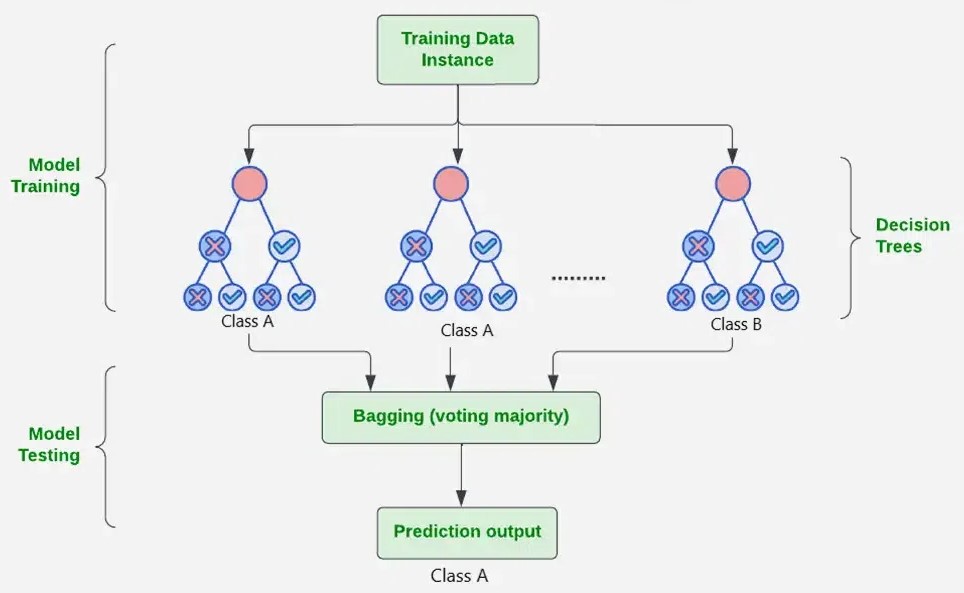 Training Data
Instance
Model
Training
Decision
Trees
.........
Class A
Class A
Class B
Bagging (voting majority)
Model
Testing
Prediction output
Class A